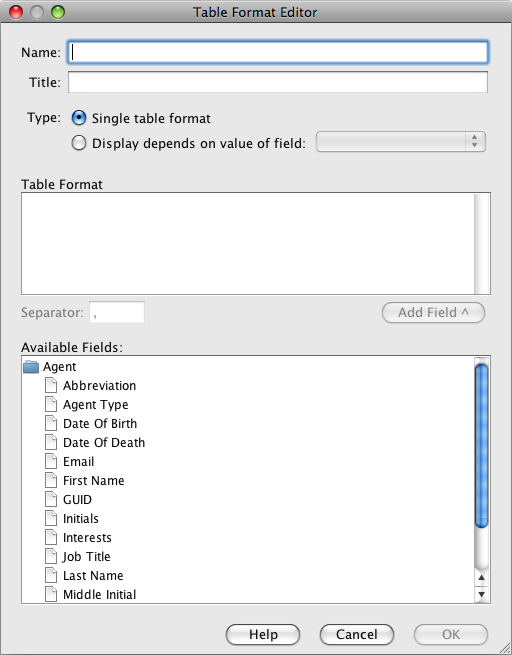 Table Format Editor
Name:
Title:
Type: Single table format
Display depends on value of field:
Table Format
Separator: , Add Field ^
Available Fields:
Agent
Abbreviation
Agent Type
Date Of Birth
Date Of Death
Email
First Name
GUID
Initials
Interests
Job Title
Last Name
Middle Initial
Help Cancel OK